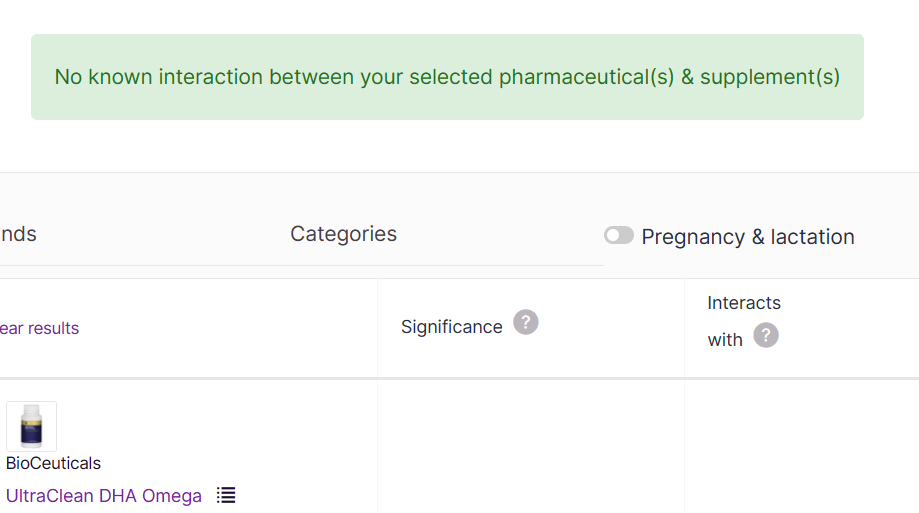 No known interaction between your selected pharmaceutical(s) & supplement(s)
nds
Categories
Pregnancy & lactation
ear results
Significance ?
Interacts
with ?
BioCeuticals
UltraClean DHA Omega